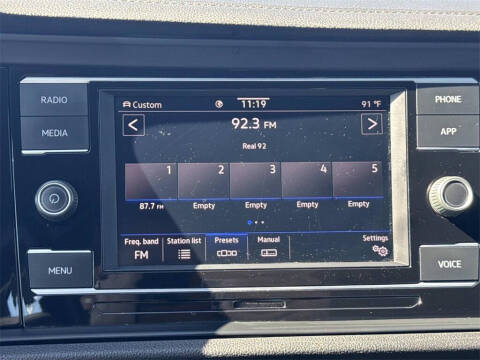 RADIO
MEDIA
MENU
Custom 11:19 91 °F
< 92.3 FM >
Real 92
1 2 3 4 5
87.7 FM Empty Empty Empty Empty
Freq. band Station list Presets Manual Settings
FM
PHONE
APP
VOICE